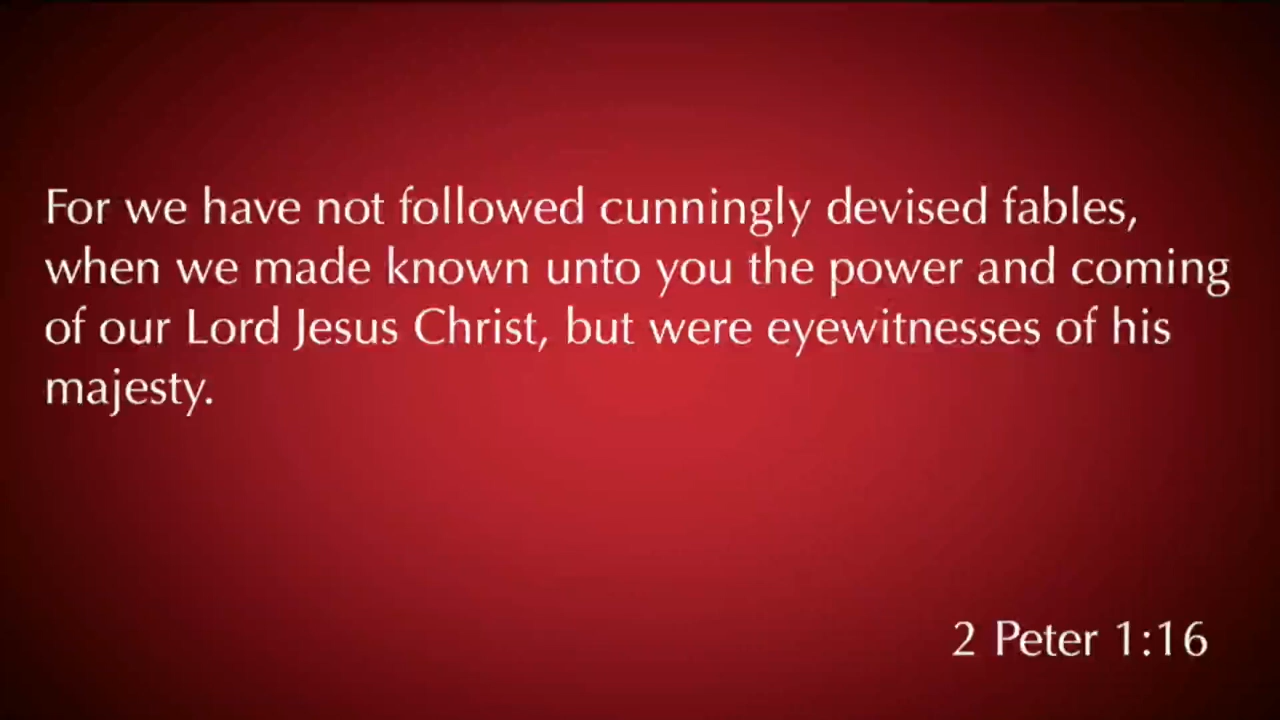 For we have not followed cunningly devised fables,
when we made known unto you the power and coming
of our Lord Jesus Christ, but were eyewitnesses of his
majesty.
2 Peter 1:16